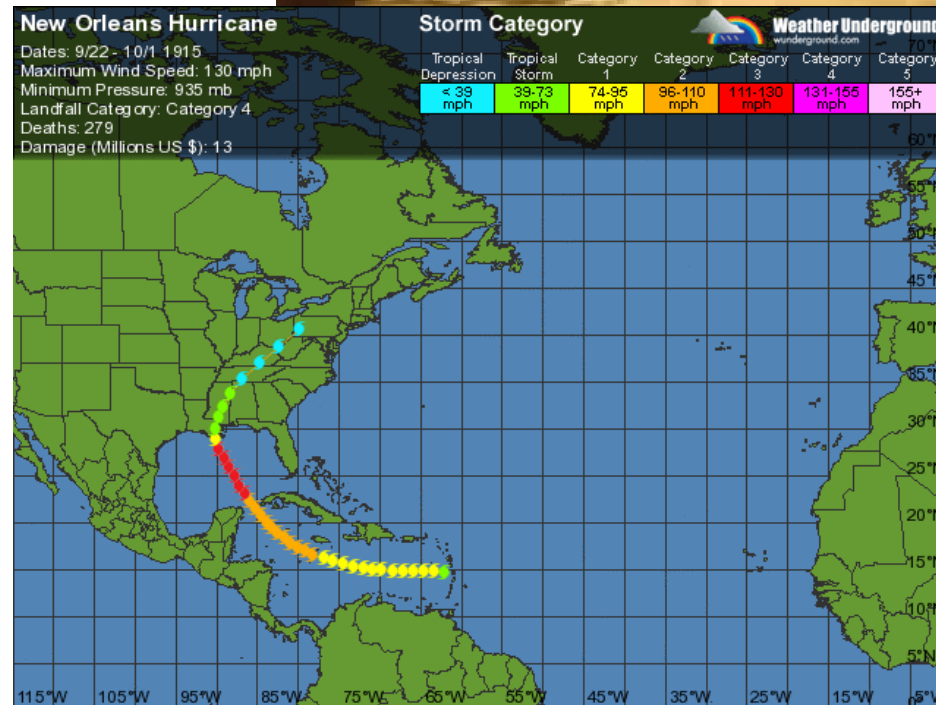 New Orleans Hurricane
Dates: 9/22 - 10/1 1915
Maximum Wind Speed: 130 mph
Minimum Pressure: 935 mb
Landfall Category: Category 4
Deaths: 279
Damage (Millions US $): 13
Storm Category
Weather Underground
wunderground.com
Tropical Depression
Tropical Storm
Category 1
Category 2
Category 3
Category 4
Category 5
< 39 mph
39-73 mph
74-95 mph
96-110 mph
111-130 mph
131-155 mph
155+ mph
70°N
60°N
55°N
50°N
45°N
40°N
35°N
30°N
25°N
20°N
15°N
10°N
5°N
0°N
115°W 105°W 95°W 85°W 75°W 65°W 55°W 45°W 35°W 25°W 15°W 5°W